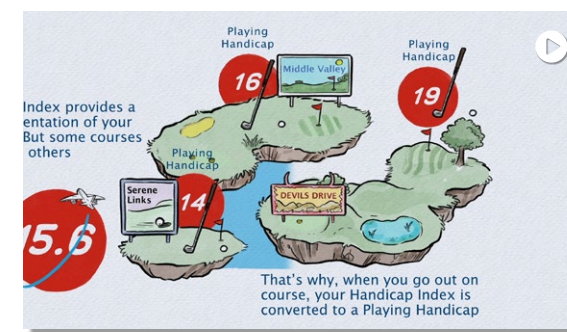 Playing
Handicap
16
Middle Valley
Playing
Handicap
19
Index provides a
entation of your
But some courses
others
Playing
Handicap
14
Serene
Links
DEVILS DRIVE
15.6
That's why, when you go out on
course, your Handicap Index is
converted to a Playing Handicap